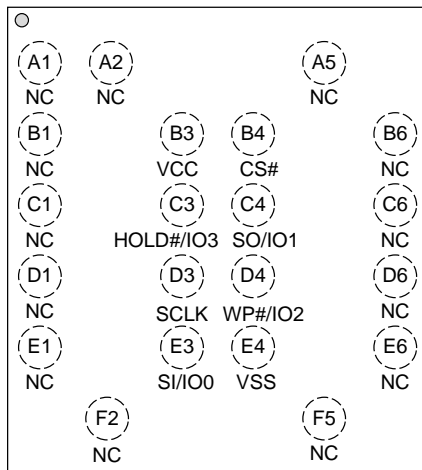 A1 A2 A5
NC NC NC
B1 B3 B4 B6
NC VCC CS# NC
C1 C3 C4 C6
NC HOLD#/IO3 SO/IO1 NC
D1 D3 D4 D6
NC SCLK WP#/IO2 NC
E1 E3 E4 E6
NC SI/IO0 VSS NC
F2 F5
NC NC